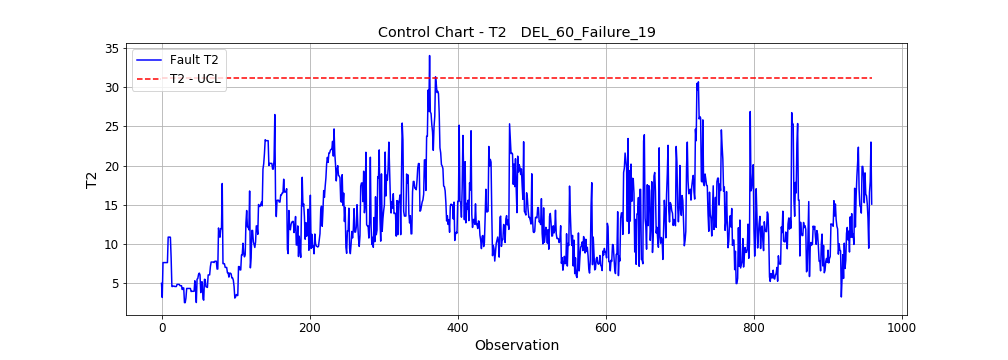 Control Chart - T2   DEL_60_Failure_19
Fault T2
T2 - UCL
35
30
25
20
15
10
5
T2
0 200 400 600 800 1000
Observation